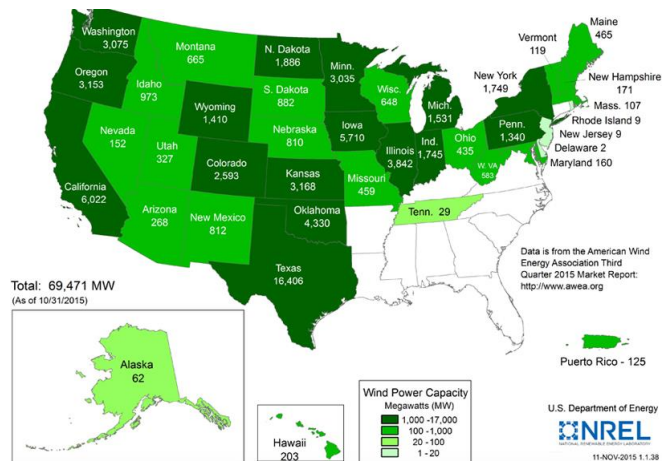 Washington
3,075
Oregon
3,153
California
6,022
Nevada
152
Idaho
973
Montana
665
Wyoming
1,410
Utah
327
Colorado
2,593
Arizona
268
New Mexico
812
N. Dakota
1,886
S. Dakota
882
Nebraska
810
Kansas
3,168
Oklahoma
4,330
Texas
16,406
Minn.
3,035
Iowa
5,710
Missouri
459
Wisc.
648
Illinois
3,842
Mich.
1,531
Ind.
1,745
Ohio
435
W. VA
583
Tenn. 29
Penn.
1,340
New York
1,749
Vermont
119
Maine
465
New Hampshire
171
Mass. 107
Rhode Island 9
New Jersey 9
Delaware 2
Maryland 160
Data is from the American Wind
Energy Association Third
Quarter 2015 Market Report:
http://www.awea.org
Total: 69,471 MW
(As of 10/31/2015)
Alaska
62
Hawaii
203
Puerto Rico - 125
Wind Power Capacity
Megawatts (MW)
1,000 -17,000
100 -1,000
20 - 100
1 - 20
U.S. Department of Energy
NREL
NATIONAL RENEWABLE ENERGY LABORATORY
11-NOV-2015 1.1.38